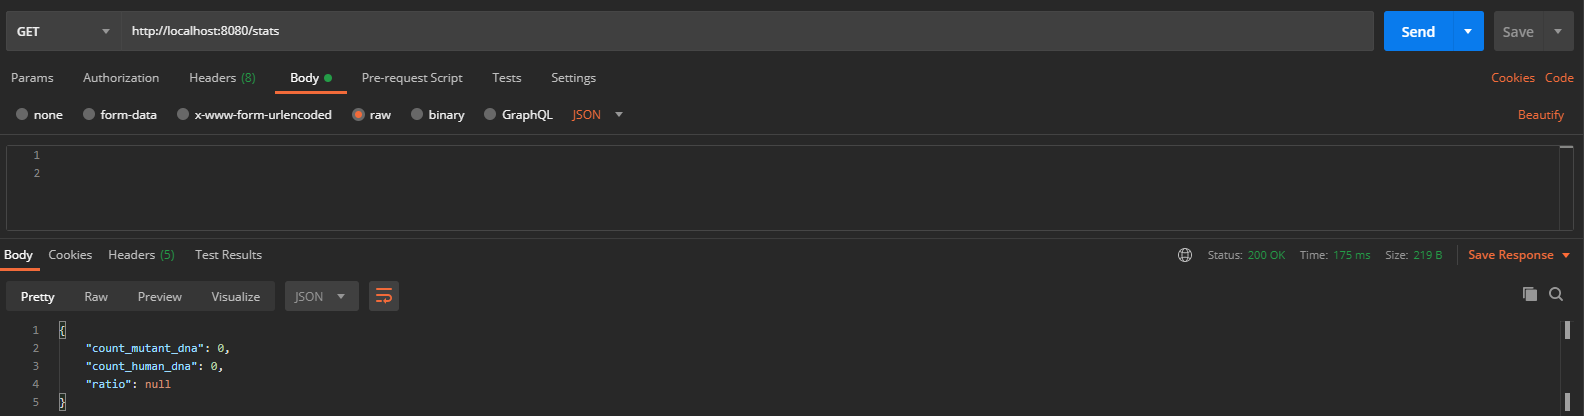 GET http://localhost:8080/stats Send Save
Params Authorization Headers (8) Body Pre-request Script Tests Settings Cookies Code
none form-data x-www-form-urlencoded raw binary GraphQL JSON Beautify
1
2
Body Cookies Headers (5) Test Results Status: 200 OK Time: 175 ms Size: 219 B Save Response
Pretty Raw Preview Visualize JSON
1 {
2 "count_mutant_dna": 0,
3 "count_human_dna": 0,
4 "ratio": null
5 }